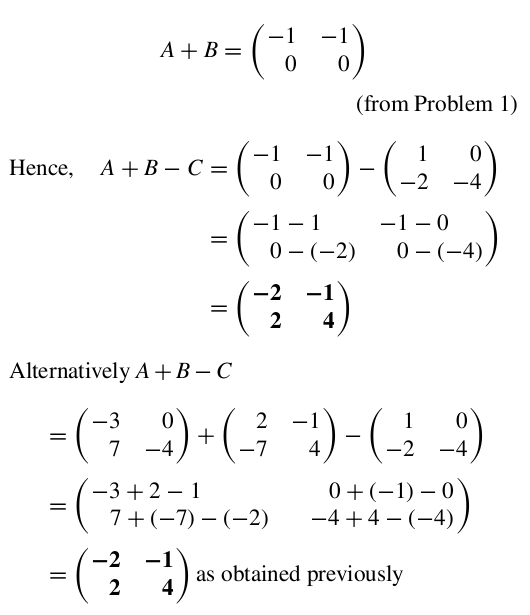 A + B = (−1 −1
0 0)
(from Problem 1)
Hence, A + B − C = (−1 −1
0 0) − (1 0
−2 −4)
= (−1 − 1 −1 − 0
0 − (−2) 0 − (−4))
= (−2 −1
2 4)
Alternatively A + B − C
= (−3 0
7 −4) + (2 −1
−7 4) − (1 0
−2 −4)
= (−3 + 2 − 1 0 + (−1) − 0
7 + (−7) − (−2) −4 + 4 − (−4))
= (−2 −1
2 4) as obtained previously